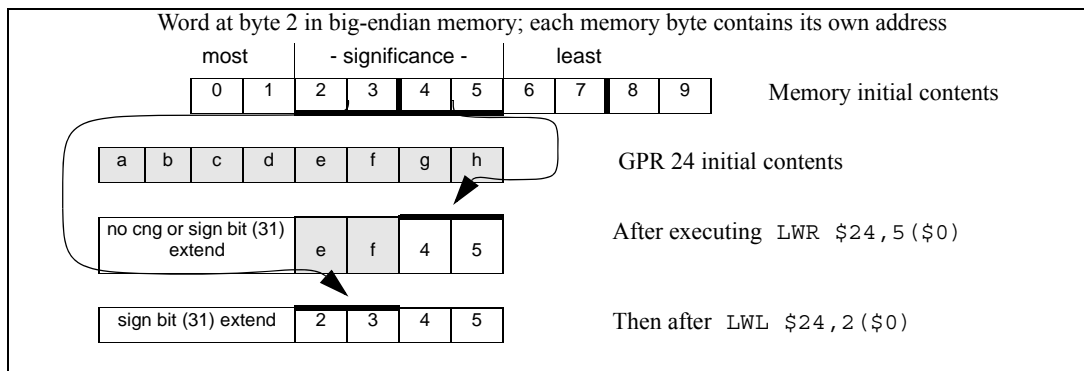 Word at byte 2 in big-endian memory; each memory byte contains its own address
most - significance - least
0 1 2 3 4 5 6 7 8 9 Memory initial contents
a b c d e f g h GPR 24 initial contents
no cng or sign bit (31) extend e f 4 5 After executing LWR $24,5($0)
sign bit (31) extend 2 3 4 5 Then after LWL $24,2($0)